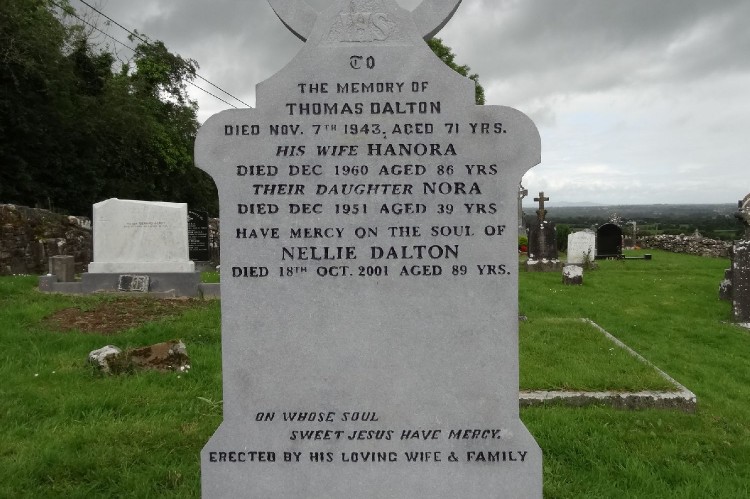 IHS
TO
THE MEMORY OF
THOMAS DALTON
DIED NOV. 7TH 1943, AGED 71 YRS.
HIS WIFE HANORA
DIED DEC 1960 AGED 86 YRS
THEIR DAUGHTER NORA
DIED DEC 1951 AGED 39 YRS
HAVE MERCY ON THE SOUL OF
NELLIE DALTON
DIED 18TH OCT. 2001 AGED 89 YRS.
ON WHOSE SOUL
SWEET JESUS HAVE MERCY.
ERECTED BY HIS LOVING WIFE & FAMILY